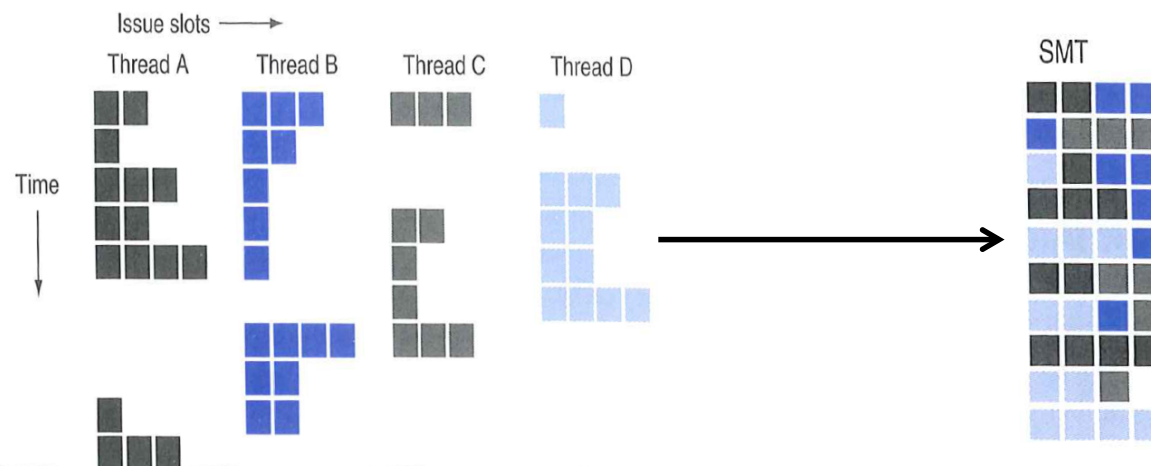 Issue slots
Thread A
Thread B
Thread C
Thread D
SMT
Time